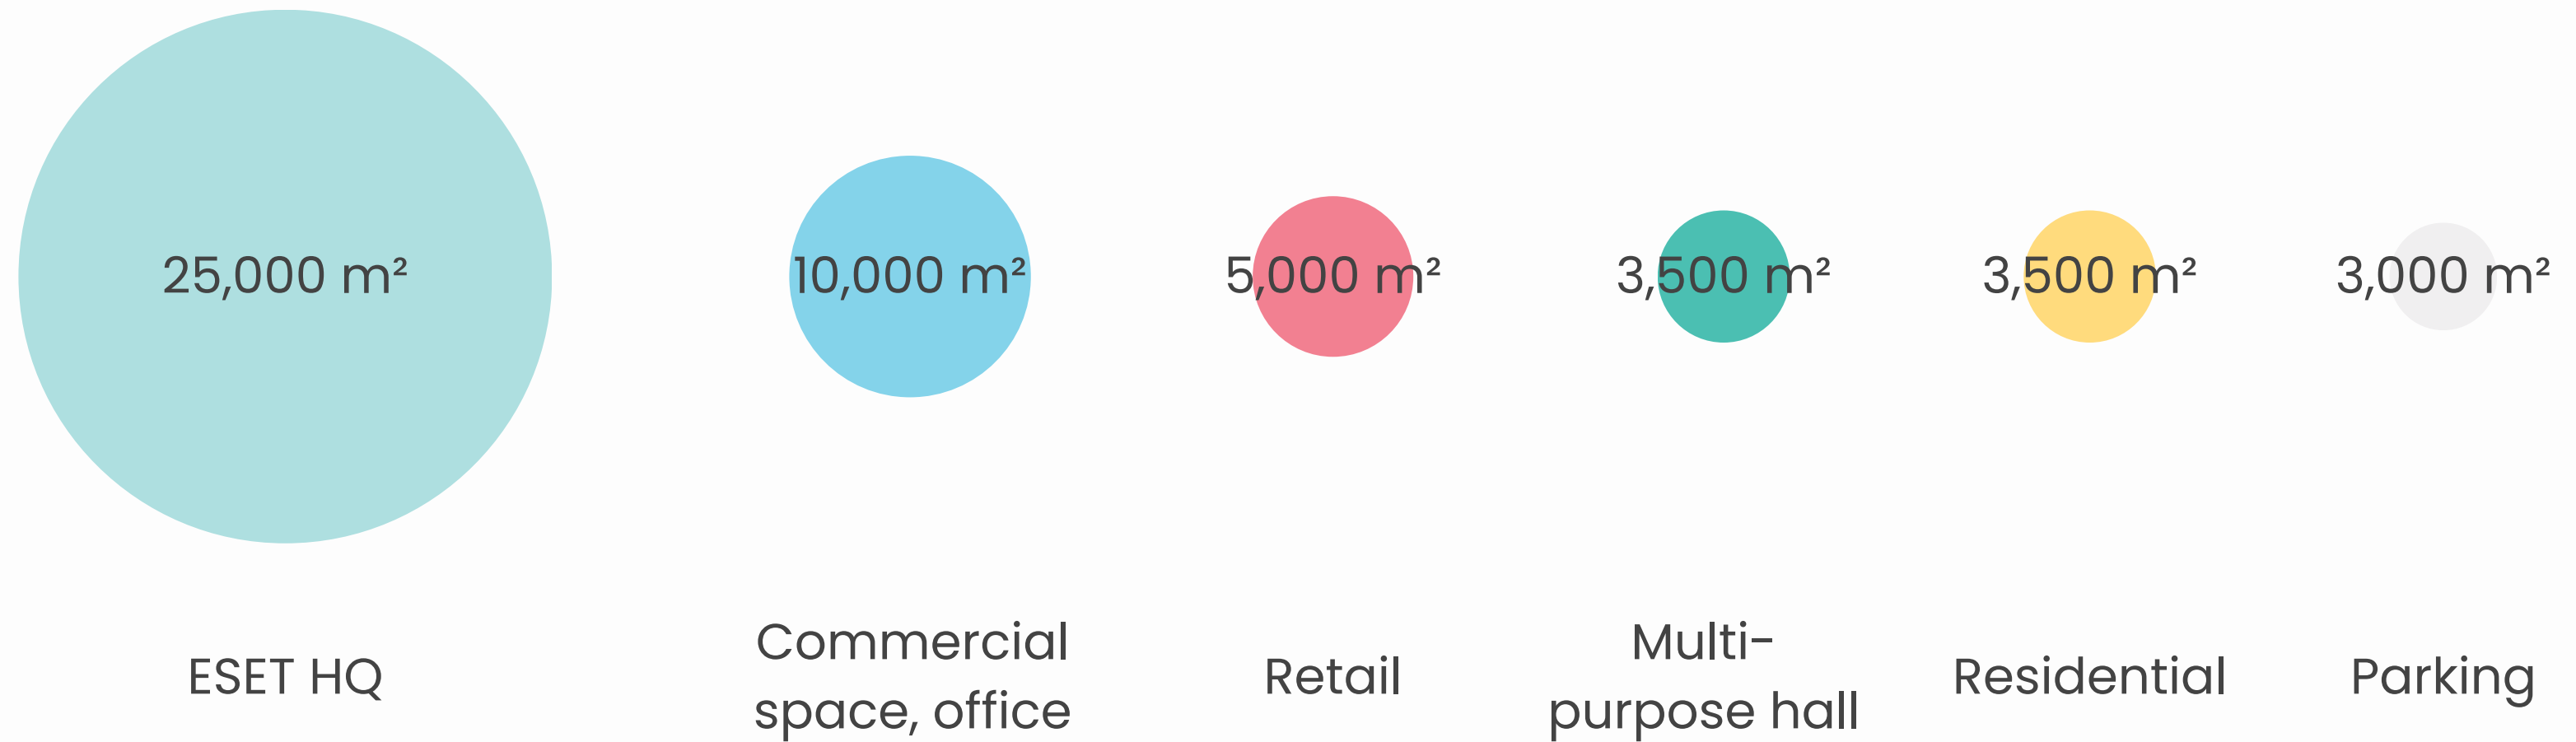 25,000 m²
10,000 m²
5,000 m²
3,500 m²
3,500 m²
3,000 m²
ESET HQ
Commercial
space, office
Retail
Multi-
purpose hall
Residential
Parking